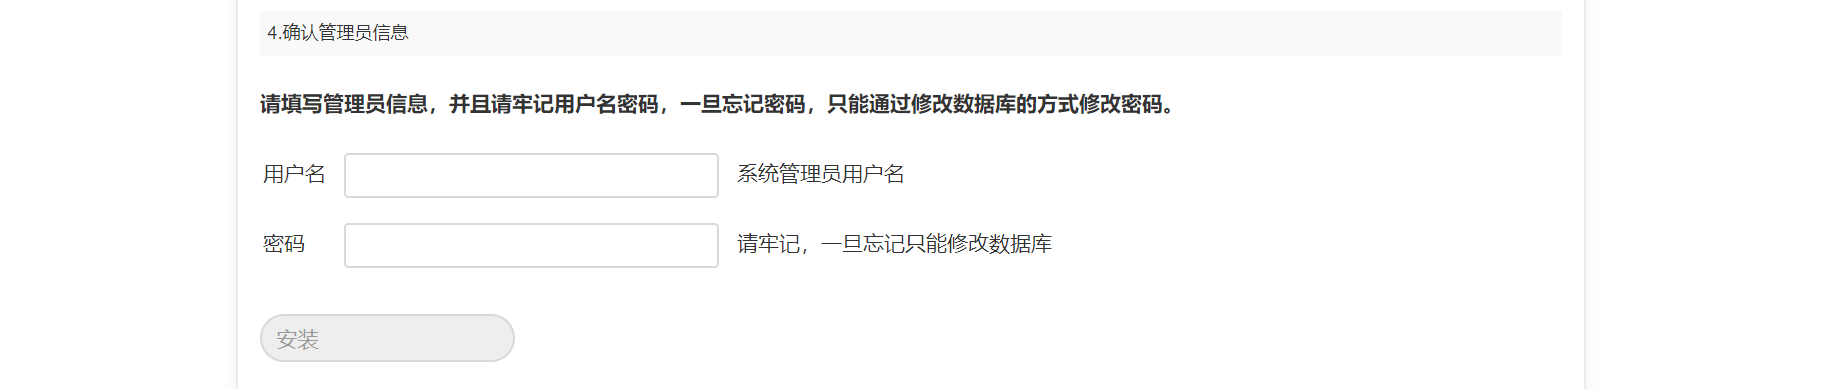 4.确认管理员信息
请填写管理员信息，并且请牢记用户名密码，一旦忘记密码，只能通过修改数据库的方式修改密码。
用户名 系统管理员用户名
密码 请牢记，一旦忘记只能修改数据库
安装